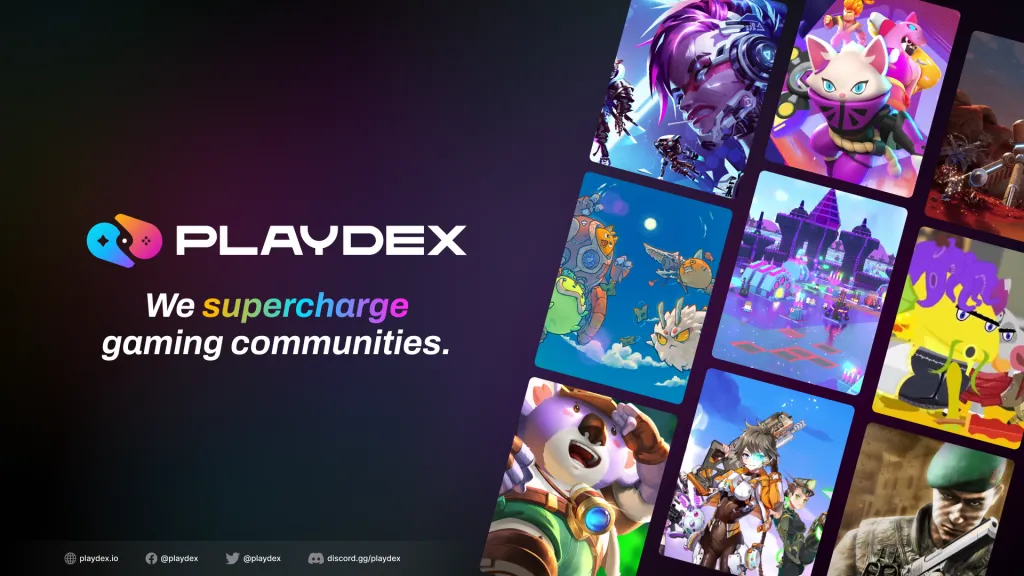 PLAYDEX
We supercharge
gaming communities.
playdex.io
@playdex
@playdex
discord.gg/playdex